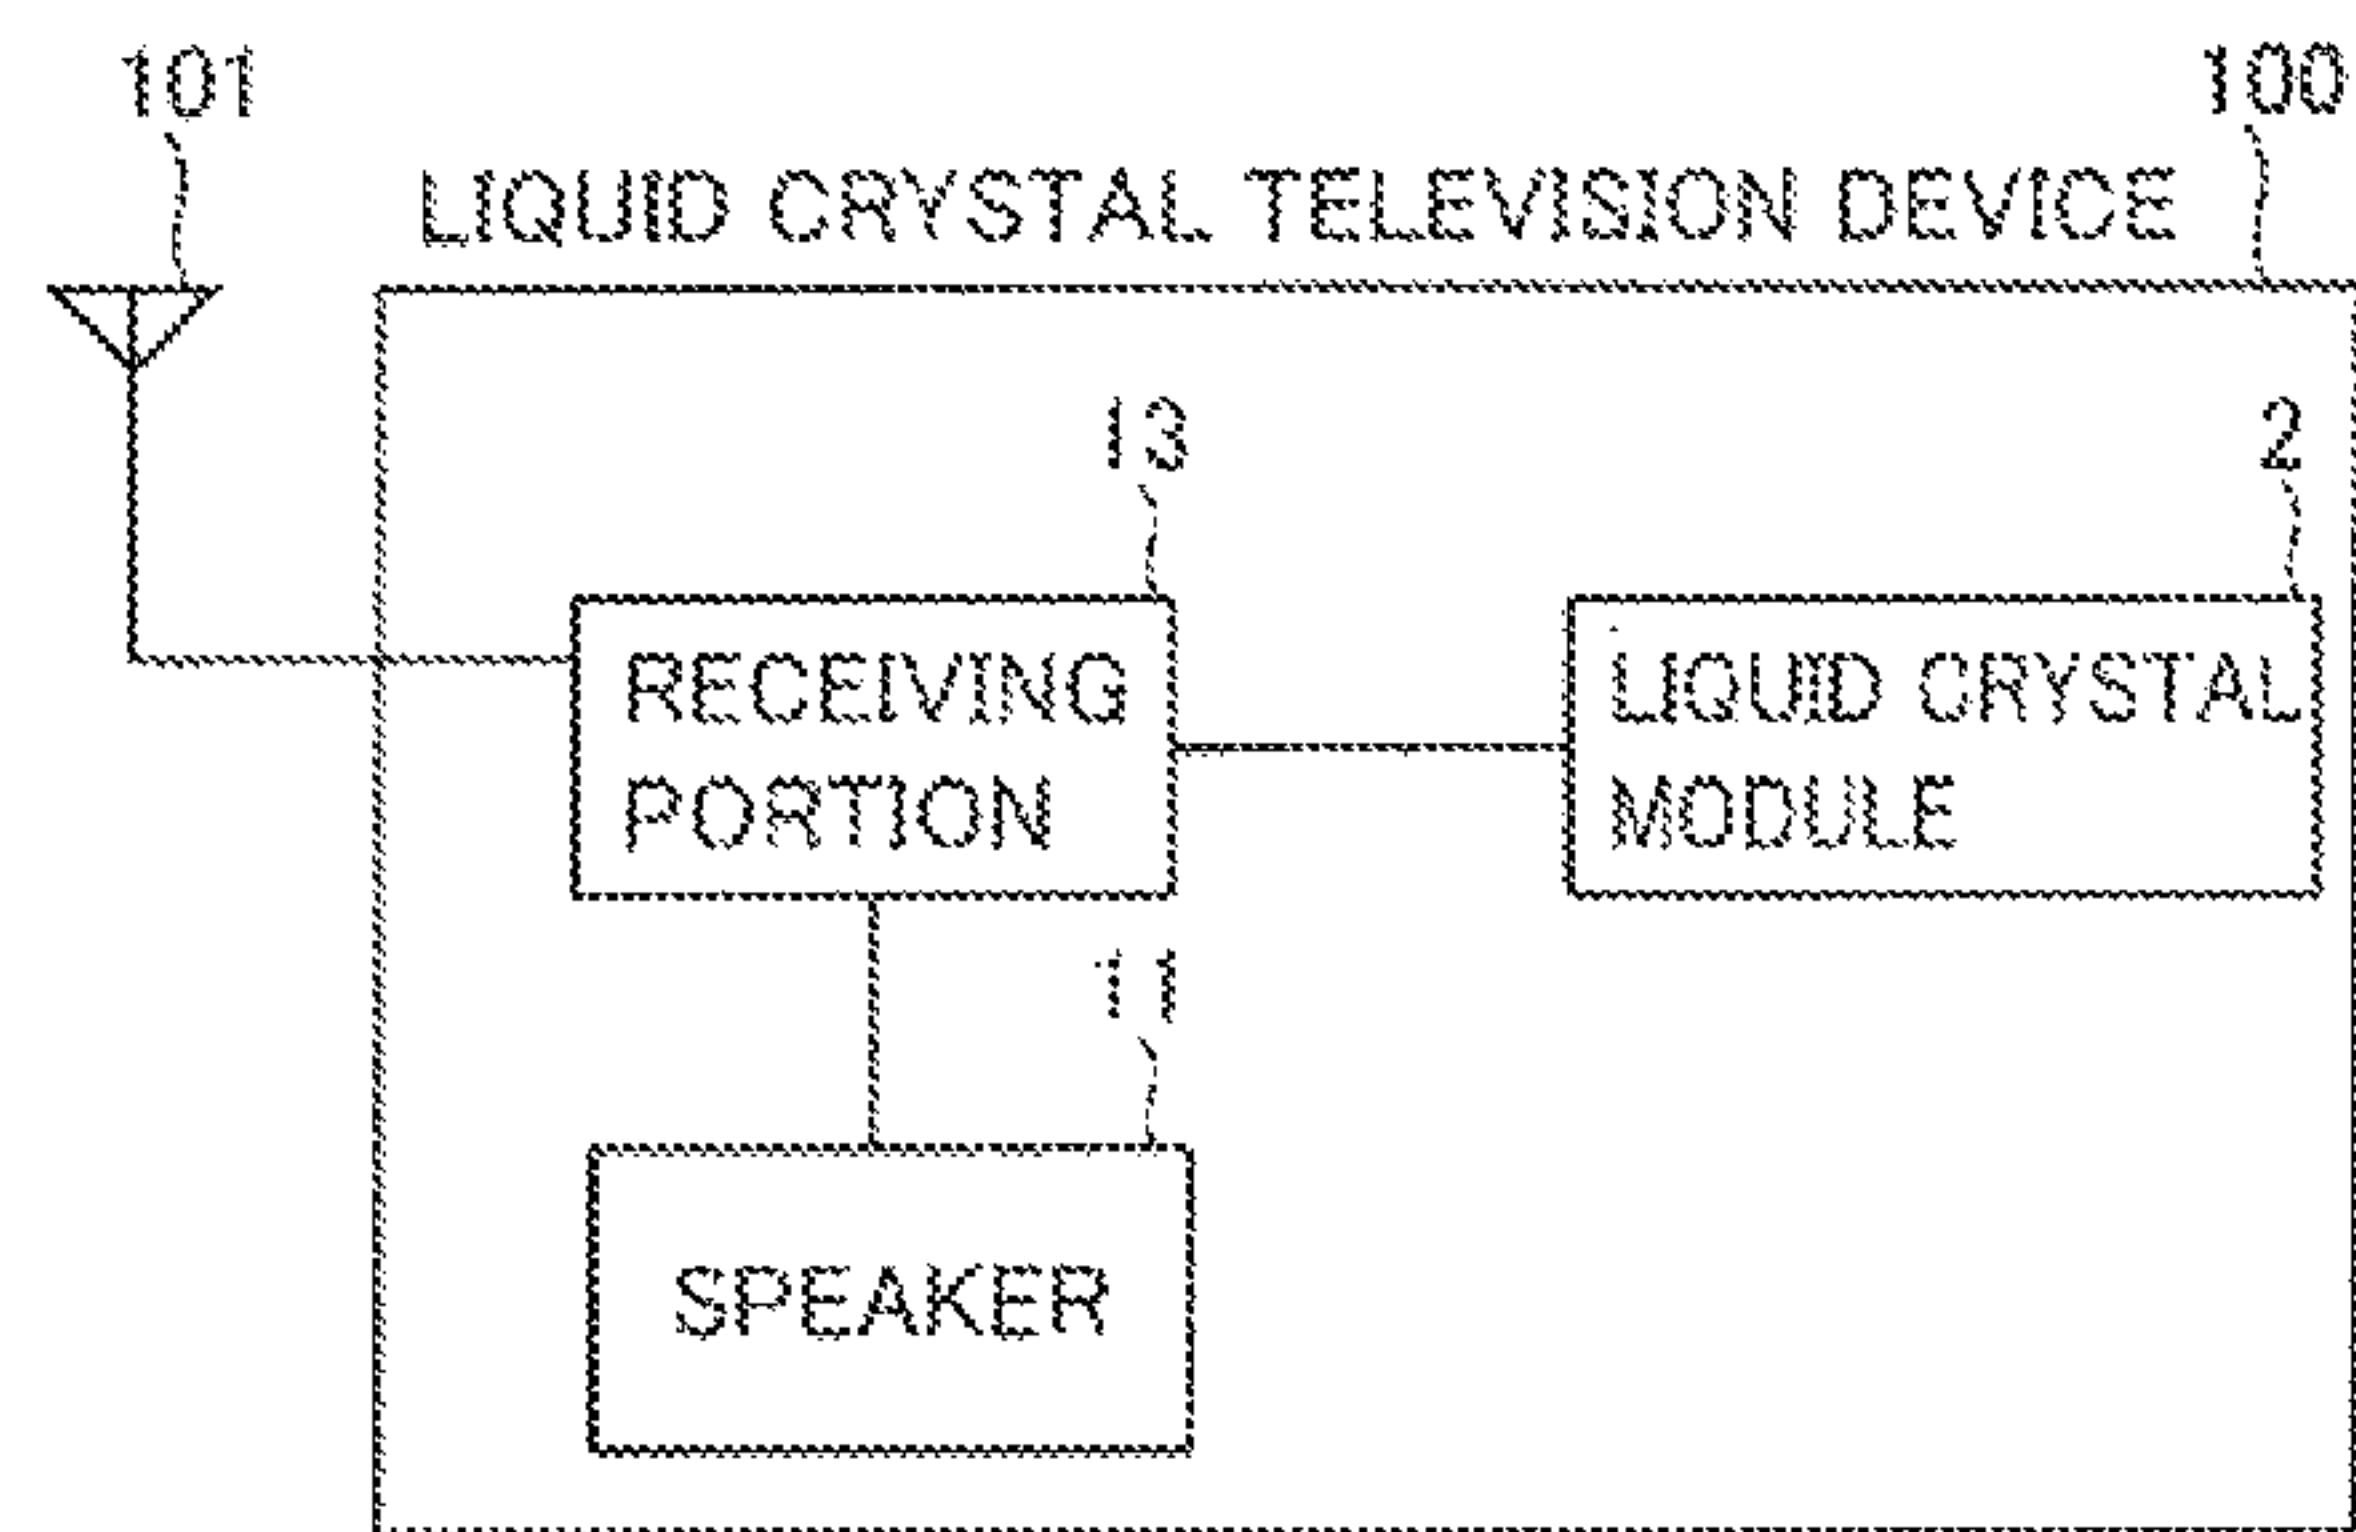 101
100
LIQUID CRYSTAL TELEVISION DEVICE
13
2
RECEIVING
PORTION
LIQUID CRYSTAL
MODULE
11
SPEAKER